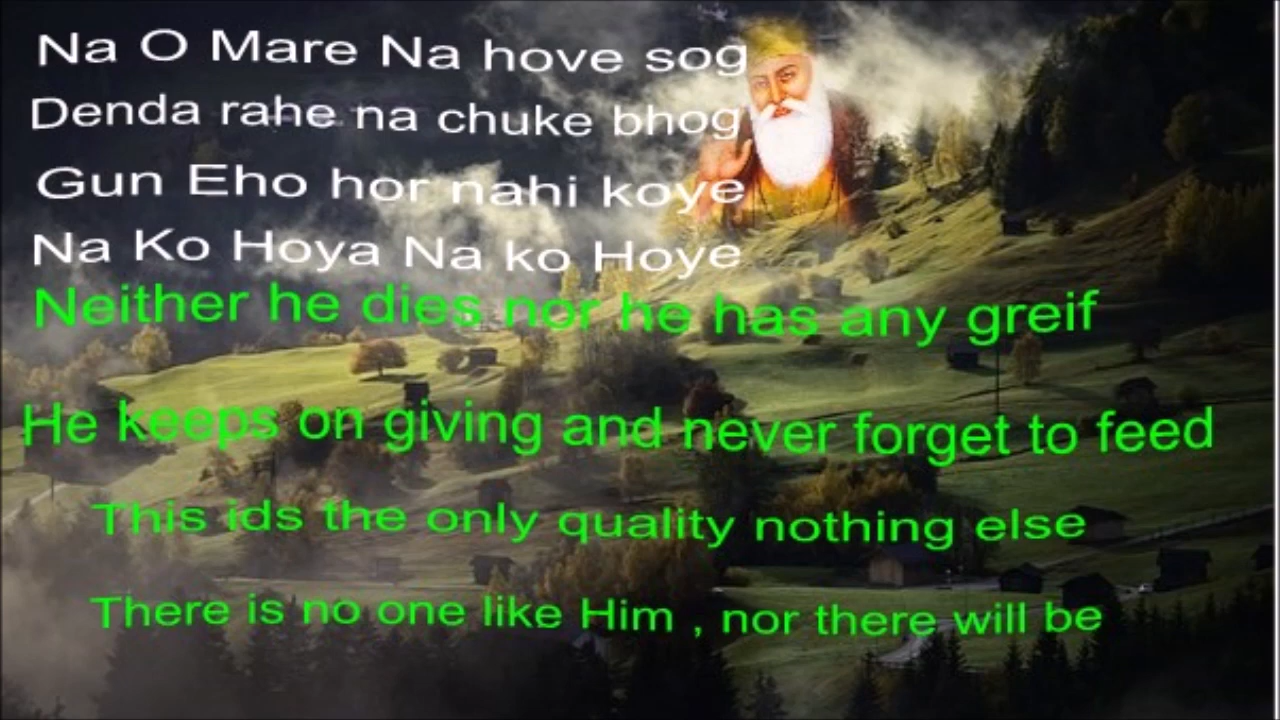 Na O Mare Na hove sog
Denda rahe na chuke bhog
Gun Eho hor nahi koye
Na Ko Hoya Na ko Hoye
Neither he dies nor he has any greif
He keeps on giving and never forget to feed
This ids the only quality nothing else
There is no one like Him , nor there will be